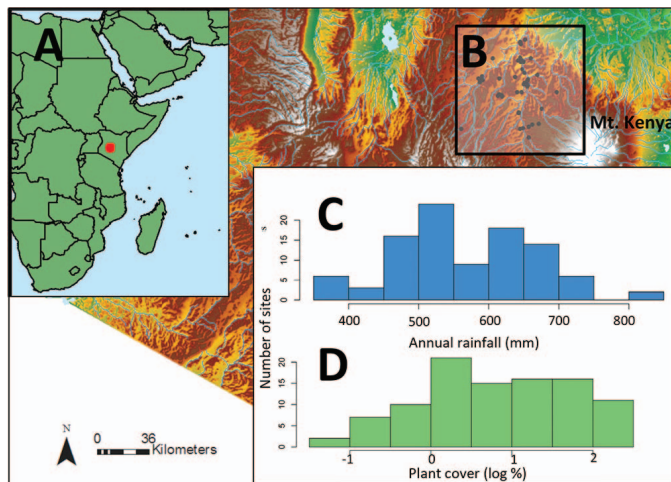 A
B
Mt. Kenya
C
20
15
10
5
0
s
400
500
600
700
800
Annual rainfall (mm)
Number of sites
D
20
15
10
5
0
-1
0
1
2
Plant cover (log %)
N
0 36
Kilometers